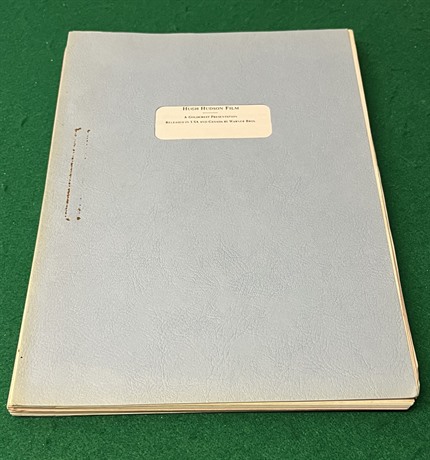 HUGH HUDSON FILM
A GOLDCREST PRESENTATION
RELEASED IN USA AND CANADA BY WARNER BROS.